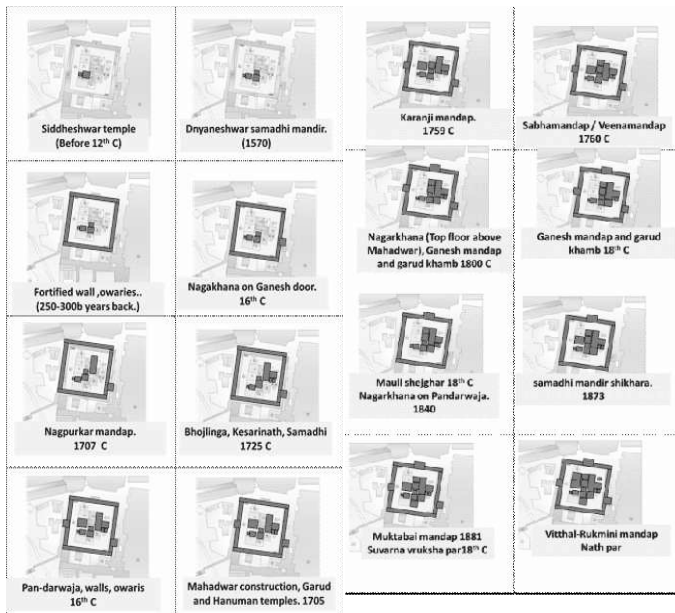 Siddheshwar temple
(Before 12th C)
Dnyaneshwar samadhi mandir.
(1570)
Fortified wall ,owaries..
(250-300b years back.)
Nagakhana on Ganesh door.
16th C
Nagpurkar mandap.
1707 C
Bhojlinga, Kesarinath, Samadhi
1725 C
Pan-darwaja, walls, owaris
16th C
Mahadwar construction, Garud
and Hanuman temples. 1705
Karanji mandap.
1759 C
Sabhamandap / Veenamandap
1760 C
Nagarkhana (Top floor above
Mahadwar), Ganesh mandap
and garud khamb 1800 C
Ganesh mandap and garud
khamb 18th C
Mauli shejghar 18th C
Nagarkhana on Pandarwaja.
1840
samadhi mandir shikhara.
1873
Muktabai mandap 1881
Suvarna vruksha par18th C
Vitthal-Rukmini mandap
Nath par